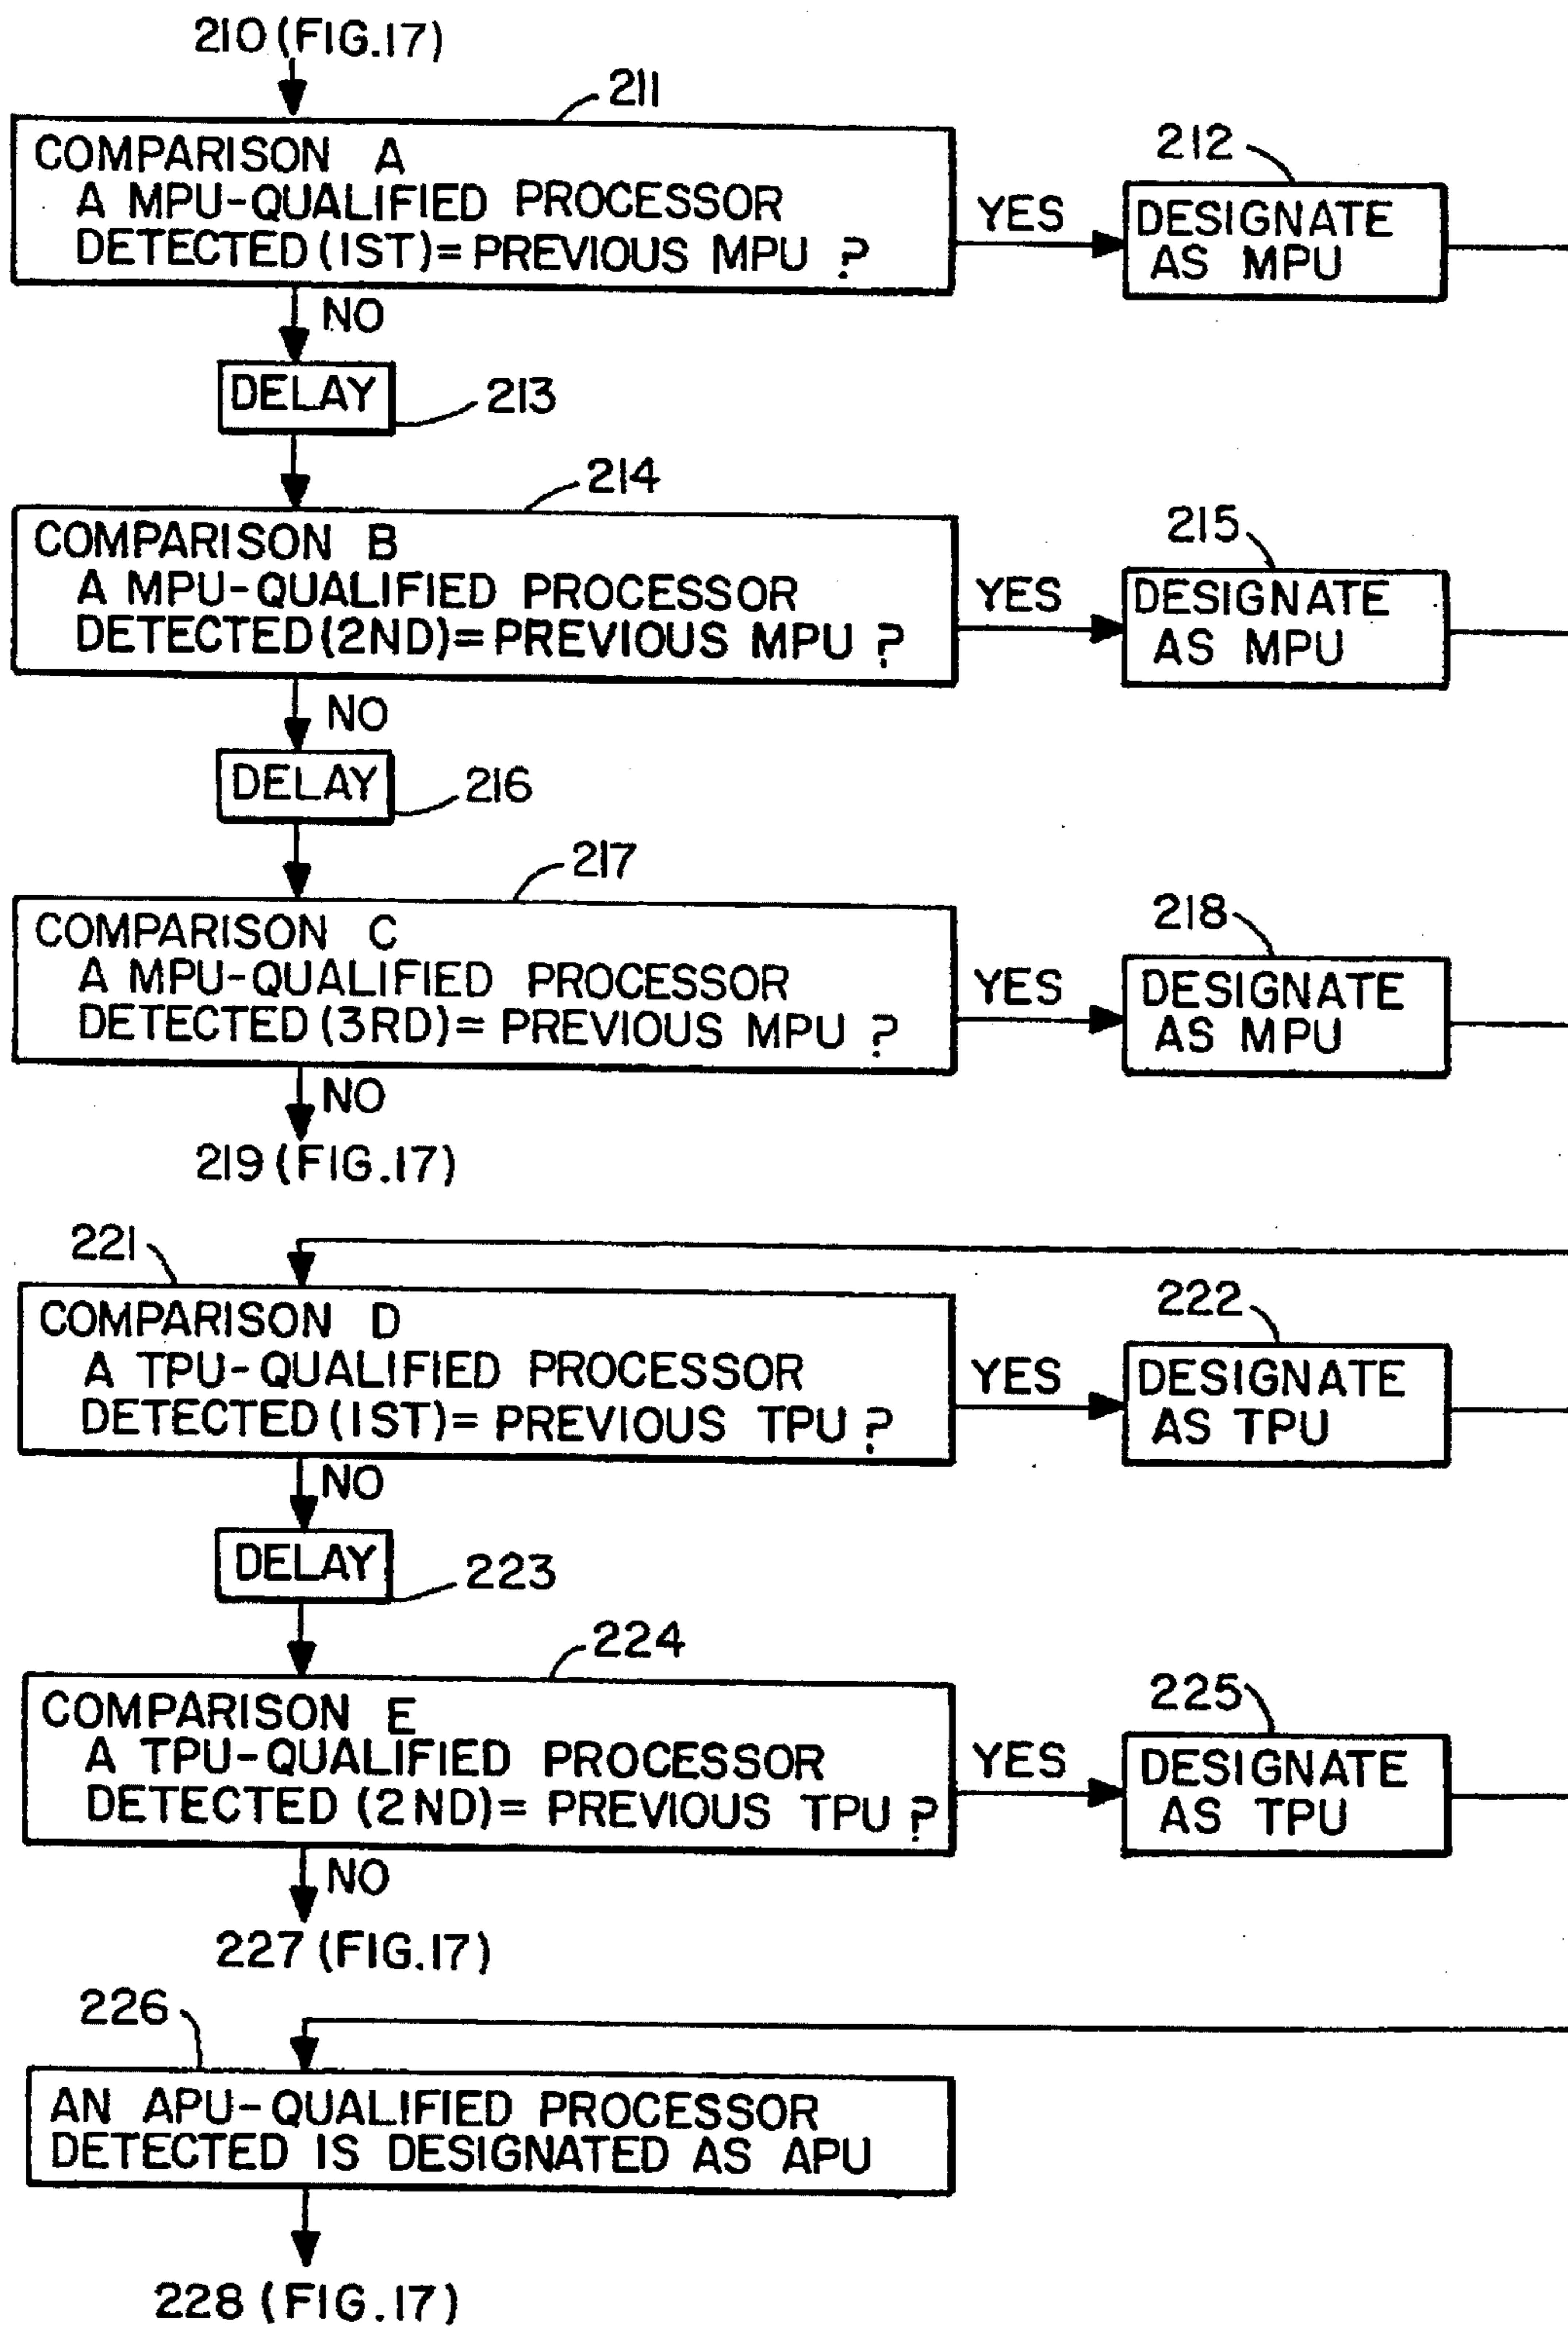 210 (FIG.17)
211
COMPARISON A
A MPU-QUALIFIED PROCESSOR
DETECTED (1ST) = PREVIOUS MPU ?
YES
212
DESIGNATE
AS MPU
NO
DELAY
213
214
COMPARISON B
A MPU-QUALIFIED PROCESSOR
DETECTED (2ND) = PREVIOUS MPU ?
YES
215
DESIGNATE
AS MPU
NO
DELAY
216
217
COMPARISON C
A MPU-QUALIFIED PROCESSOR
DETECTED (3RD) = PREVIOUS MPU ?
YES
218
DESIGNATE
AS MPU
NO
219 (FIG.17)
221
COMPARISON D
A TPU-QUALIFIED PROCESSOR
DETECTED (1ST) = PREVIOUS TPU ?
YES
222
DESIGNATE
AS TPU
NO
DELAY
223
224
COMPARISON E
A TPU-QUALIFIED PROCESSOR
DETECTED (2ND) = PREVIOUS TPU ?
YES
225
DESIGNATE
AS TPU
NO
227 (FIG.17)
226
AN APU-QUALIFIED PROCESSOR
DETECTED IS DESIGNATED AS APU
228 (FIG.17)